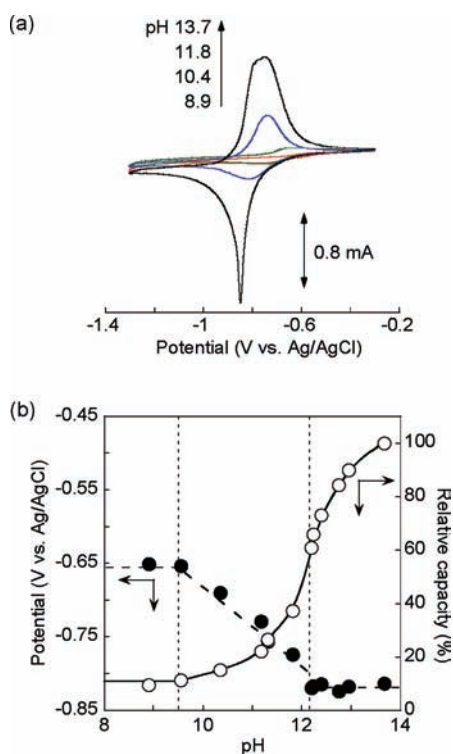 (a)
pH 13.7
11.8
10.4
8.9
0.8 mA
-1.4 -1 -0.6 -0.2
Potential (V vs. Ag/AgCl)
(b)
-0.45
-0.55
-0.65
-0.75
-0.85
Potential (V vs. Ag/AgCl)
100
80
60
40
20
0
Relative capacity (%)
8 10 12 14
pH